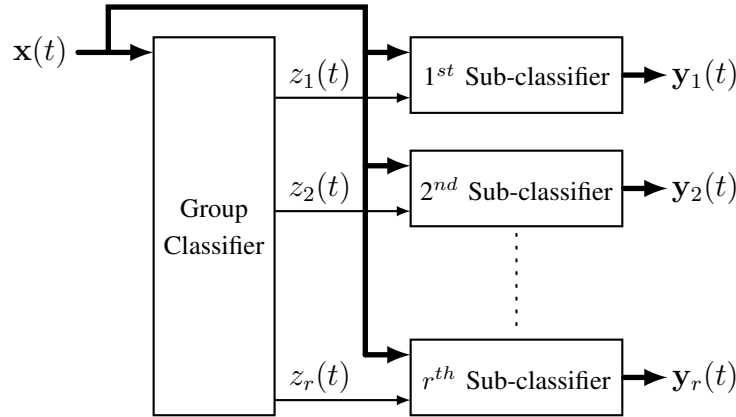 x(t)
z₁(t)
1ˢᵗ Sub-classifier
y₁(t)
Group
Classifier
z₂(t)
2ⁿᵈ Sub-classifier
y₂(t)
zᵣ(t)
rᵗʰ Sub-classifier
yᵣ(t)